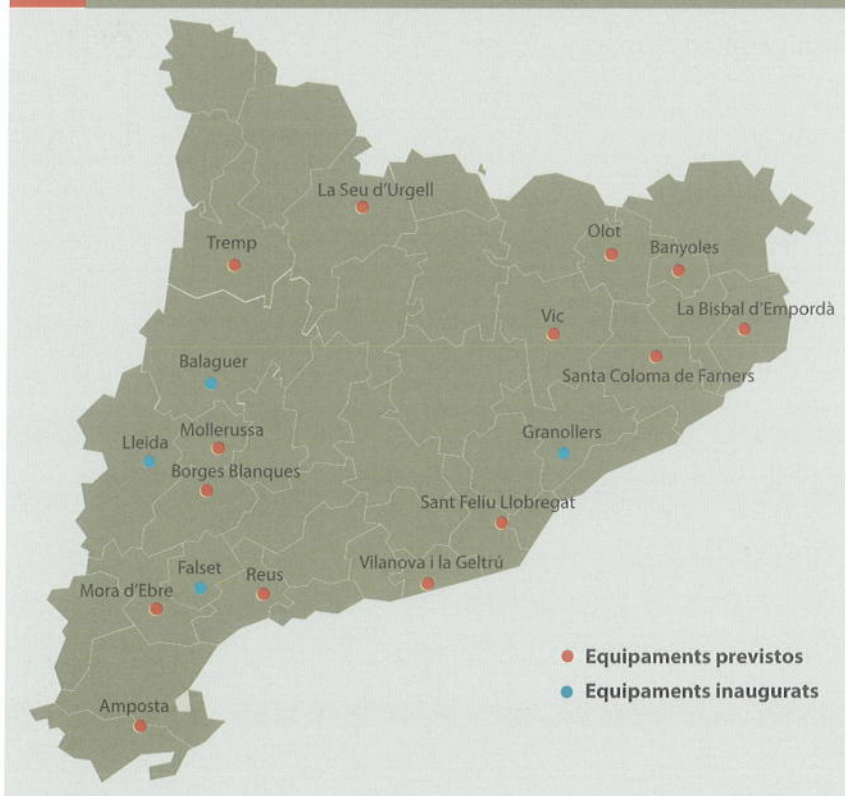 La Seu d'Urgell
Tremp
Olot
Banyoles
Vic
La Bisbal d'Empordà
Balaguer
Santa Coloma de Farners
Lleida
Mollerussa
Granollers
Borges Blanques
Sant Feliu Llobregat
Falset
Reus
Vilanova i la Geltrú
Mora d'Ebre
Equipaments previstos
Equipaments inaugurats
Amposta